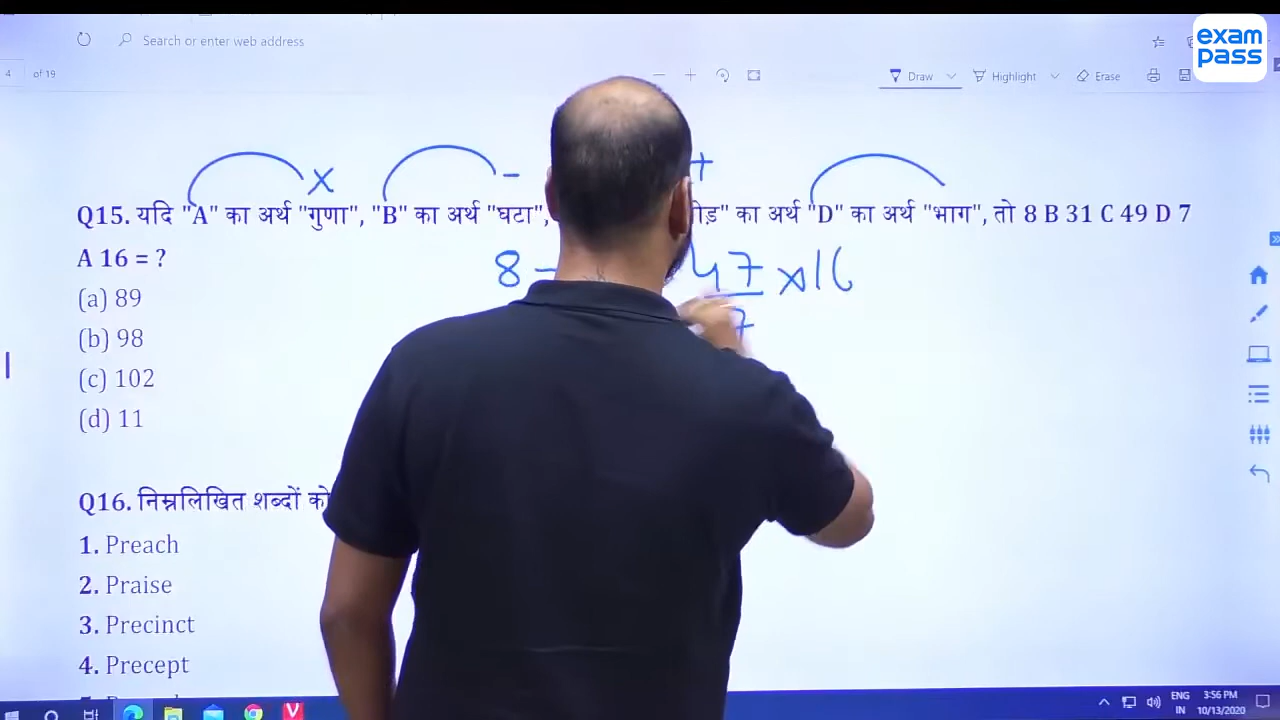 Search or enter web address
exam
pass
4 of 19
Draw
Highlight
Erase
x - +
Q15. यदि "A" का अर्थ "गुणा", "B" का अर्थ "घटा", का अर्थ "D" का अर्थ "भाग", तो 8 B 31 C 49 D 7
A 16 = ?
8 - 47 x 16
7
(a) 89
(b) 98
(c) 102
(d) 11
Q16. निम्नलिखित शब्दों को
1. Preach
2. Praise
3. Precinct
4. Precept
ENG
IN
3:56 PM
10/13/2020